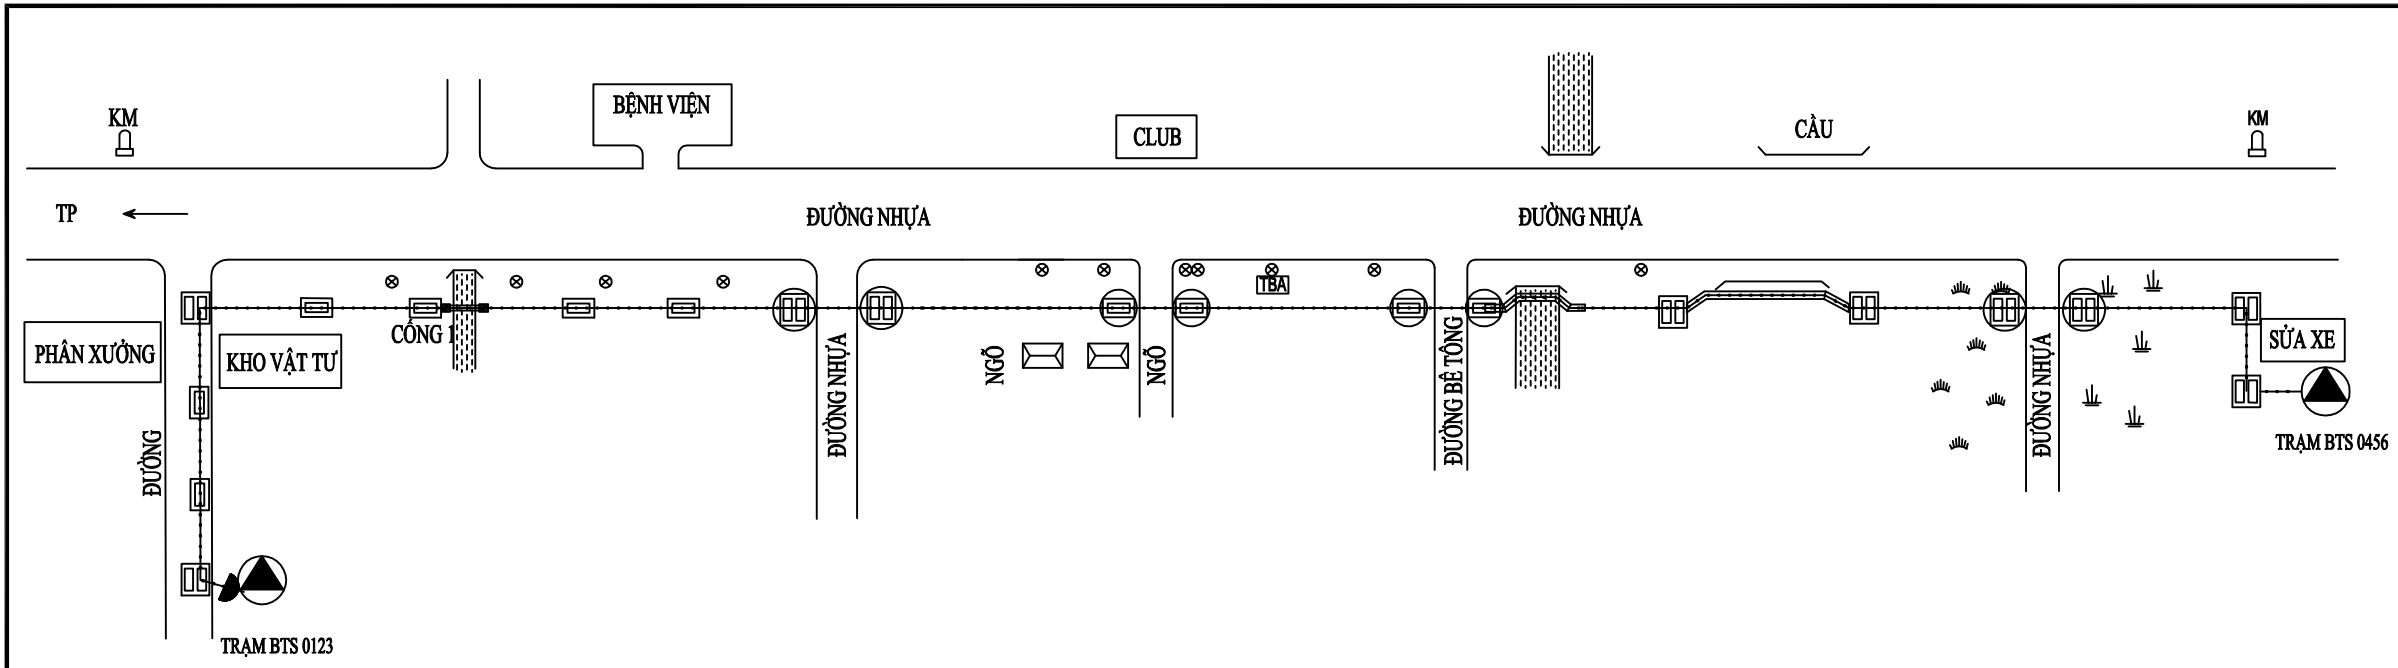 KM
BỆNH VIỆN
CLUB
CẦU
KM
TP
ĐƯỜNG NHỰA
ĐƯỜNG NHỰA
TBA
CỐNG 1
PHÂN XƯỞNG
KHO VẬT TƯ
NGÕ
NGÕ
ĐƯỜNG NHỰA
ĐƯỜNG BÊ TÔNG
ĐƯỜNG NHỰA
SỬA XE
ĐƯỜNG
TRẠM BTS 0456
TRẠM BTS 0123